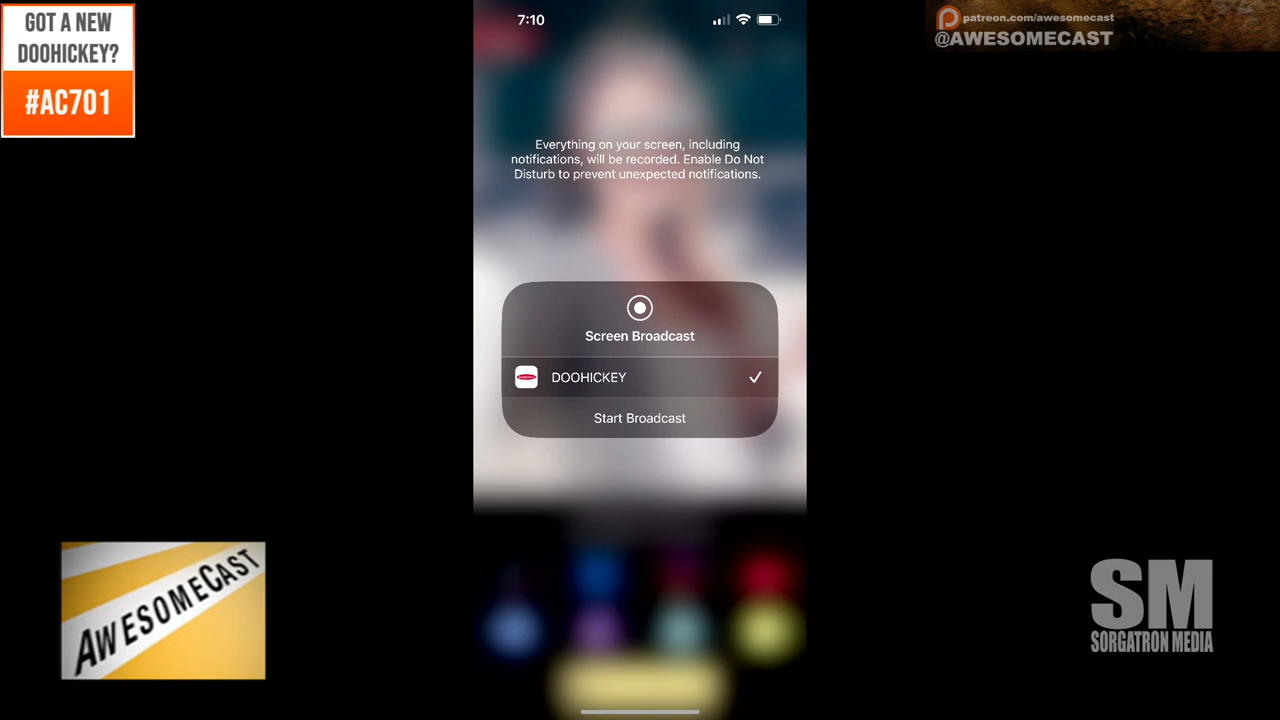 GOT A NEW
DOOHICKEY?
#AC701
7:10
patreon.com/awesomecast
@AWESOMECAST
Everything on your screen, including
notifications, will be recorded. Enable Do Not
Disturb to prevent unexpected notifications.
Screen Broadcast
DOOHICKEY
Start Broadcast
AWESOMECAST
SM
SORGATRON MEDIA